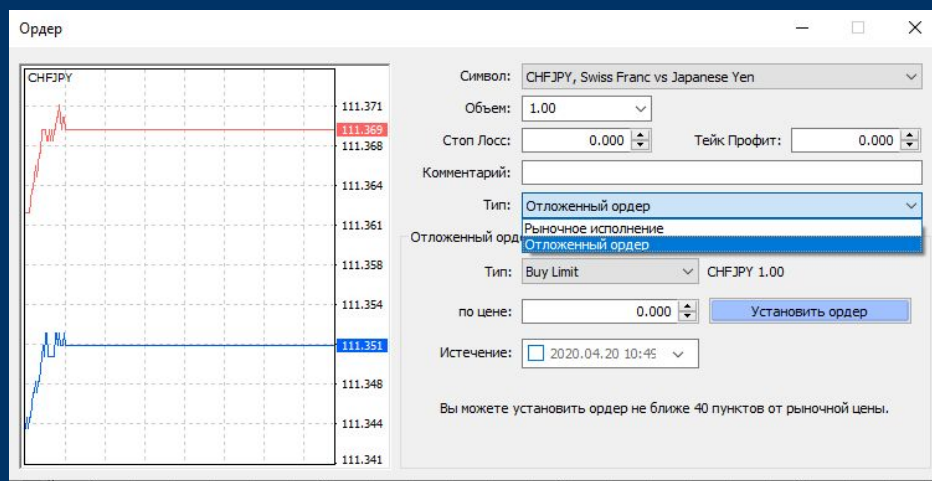 Ордер
CHFJPY
111.371
111.369
111.368
111.364
111.361
111.358
111.354
111.351
111.348
111.344
111.341
Символ: CHFJPY, Swiss Franc vs Japanese Yen
Объем: 1.00
Стоп Лосс: 0.000 Тейк Профит: 0.000
Комментарий:
Тип: Отложенный ордер
Рыночное исполнение
Отложенный орд
Отложенный ордер
Тип: Buy Limit CHFJPY 1.00
по цене: 0.000 Установить ордер
Истечение: 2020.04.20 10:49
Вы можете установить ордер не ближе 40 пунктов от рыночной цены.